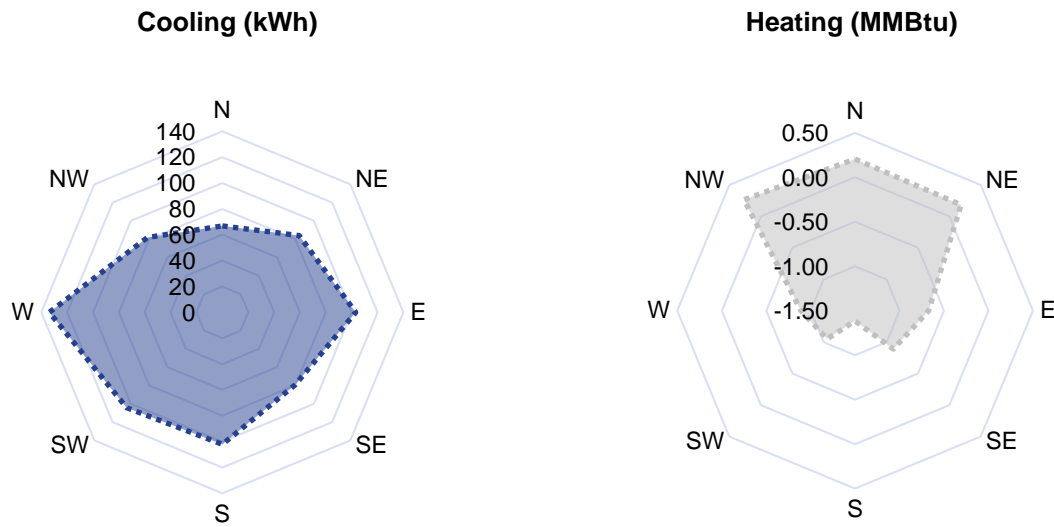 Cooling (kWh)
N
140
120
100
80
60
40
20
0
NW
NE
W
E
SW
SE
S
Heating (MMBtu)
N
0.50
0.00
-0.50
-1.00
-1.50
NW
NE
W
E
SW
SE
S